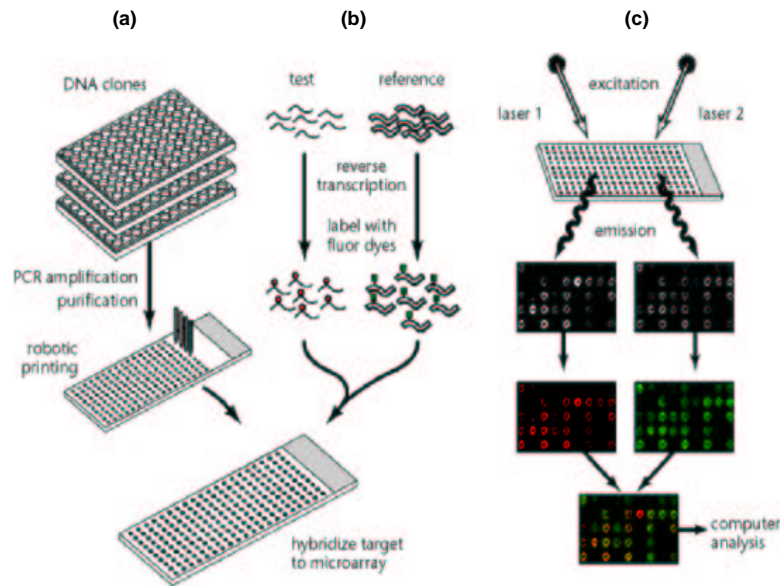 (a)
DNA clones
PCR amplification
purification
robotic
printing
(b)
test
reference
reverse
transcription
label with
fluor dyes
hybridize target
to microarray
(c)
excitation
laser 1
laser 2
emission
computer
analysis